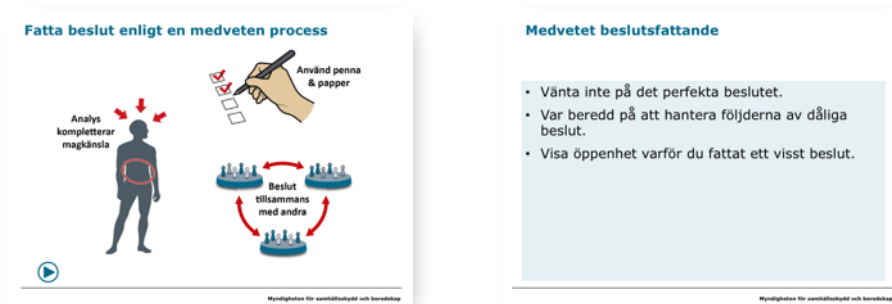 Fatta beslut enligt en medveten process
Använd penna
& papper
Analys
kompletterar
magkänsla
Beslut
tillsammans
med andra
Myndigheten för samhällsskydd och beredskap
Medvetet beslutsfattande
• Vänta inte på det perfekta beslutet.
• Var beredd på att hantera följderna av dåliga
beslut.
• Visa öppenhet varför du fattat ett visst beslut.
Myndigheten för samhällsskydd och beredskap